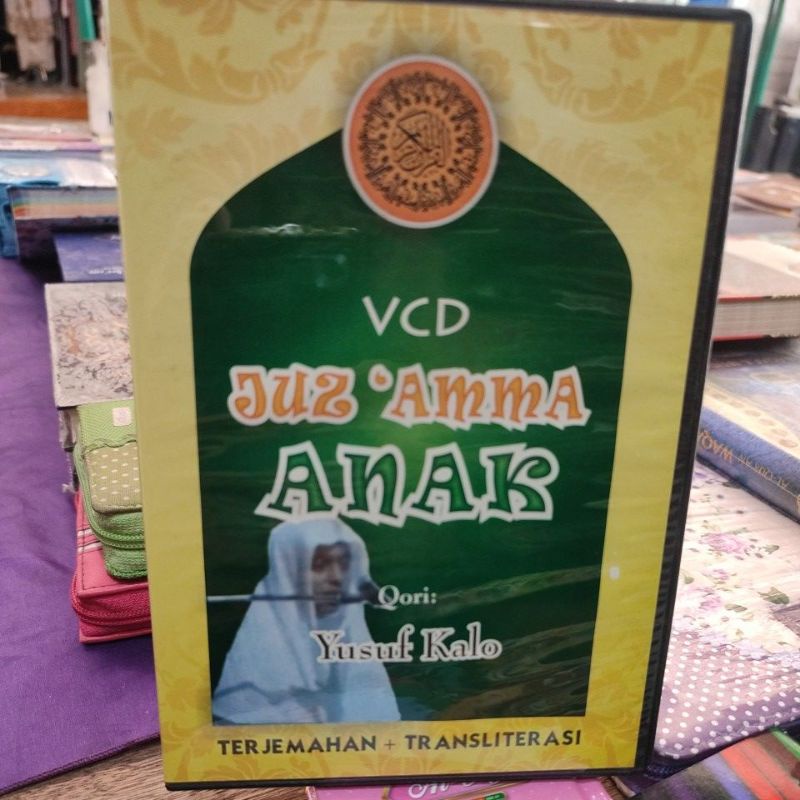 VCD
JUZ 'AMMA
ANAK
Qori:
Yusuf Kalo
TERJEMAHAN + TRANSLITERASI